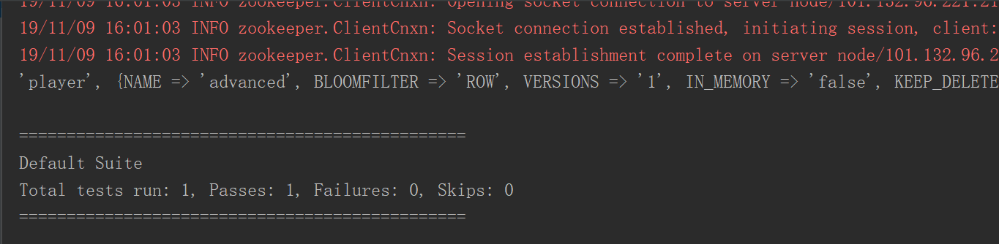 19/11/09 16:01:03 INFO zookeeper.ClientCnxn: Opening socket connection to server node/101.132.96.221:21
19/11/09 16:01:03 INFO zookeeper.ClientCnxn: Socket connection established, initiating session, client:
19/11/09 16:01:03 INFO zookeeper.ClientCnxn: Session establishment complete on server node/101.132.96.2
'player', {NAME => 'advanced', BLOOMFILTER => 'ROW', VERSIONS => '1', IN_MEMORY => 'false', KEEP_DELETE
===============================================
Default Suite
Total tests run: 1, Passes: 1, Failures: 0, Skips: 0
===============================================